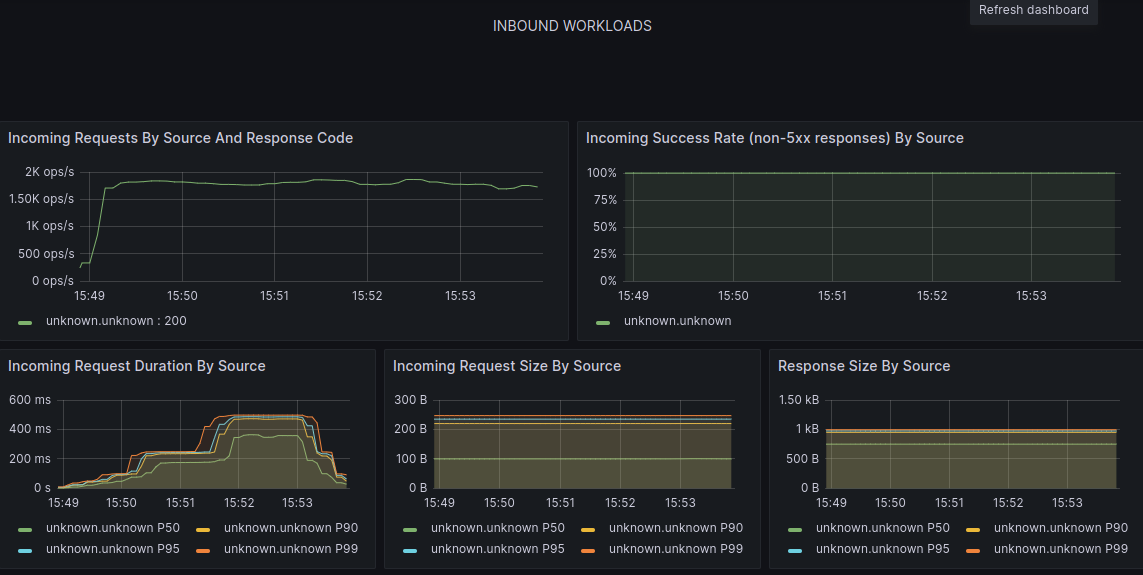 Refresh dashboard
INBOUND WORKLOADS
Incoming Requests By Source And Response Code
2K ops/s
1.50K ops/s
1K ops/s
500 ops/s
0 ops/s
15:49 15:50 15:51 15:52 15:53
unknown.unknown : 200
Incoming Success Rate (non-5xx responses) By Source
100%
75%
50%
25%
0%
15:49 15:50 15:51 15:52 15:53
unknown.unknown
Incoming Request Duration By Source
600 ms
400 ms
200 ms
0 s
15:49 15:50 15:51 15:52 15:53
unknown.unknown P50 unknown.unknown P90
unknown.unknown P95 unknown.unknown P99
Incoming Request Size By Source
300 B
200 B
100 B
0 B
15:49 15:50 15:51 15:52 15:53
unknown.unknown P50 unknown.unknown P90
unknown.unknown P95 unknown.unknown P99
Response Size By Source
1.50 kB
1 kB
500 B
0 B
15:49 15:50 15:51 15:52 15:53
unknown.unknown P50 unknown.unknown P90
unknown.unknown P95 unknown.unknown P99